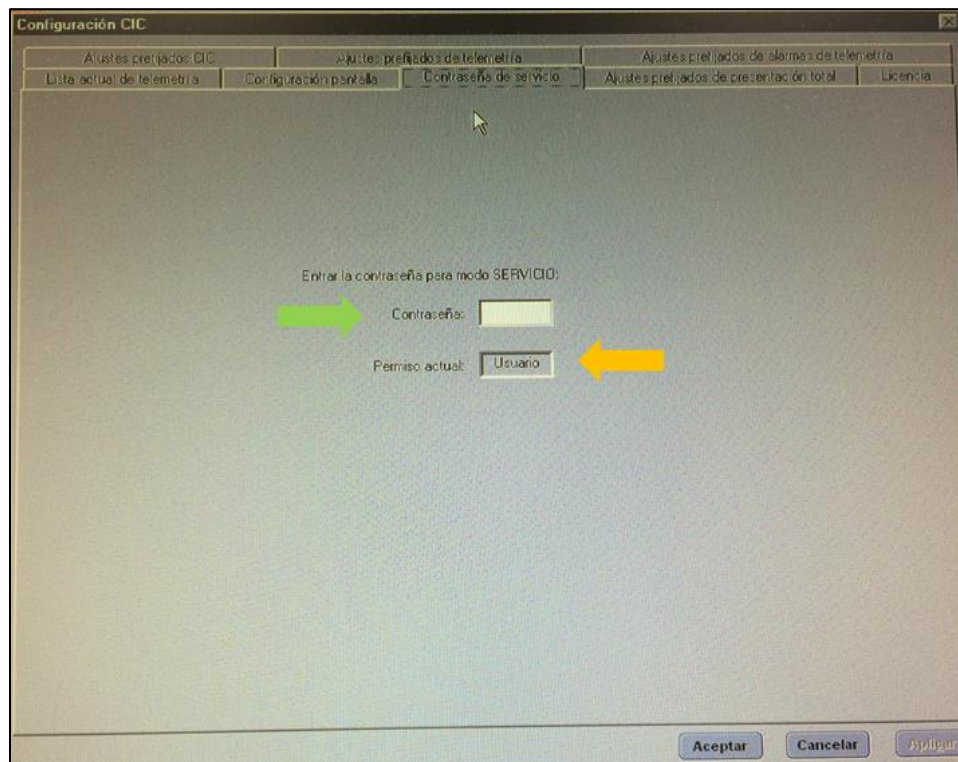 Configuración CIC
Ajustes prefijados CIC
Ajustes prefijados de telemetría
Ajustes prefijados de alarmas de telemetría
Lista actual de telemetría
Configuración pantalla
Contraseña de servicio
Ajustes prefijados de presentación total
Licencia
Entrar la contraseña para modo SERVICIO:
Contraseña:
Permiso actual:
Usuario
Aceptar
Cancelar
Aplicar